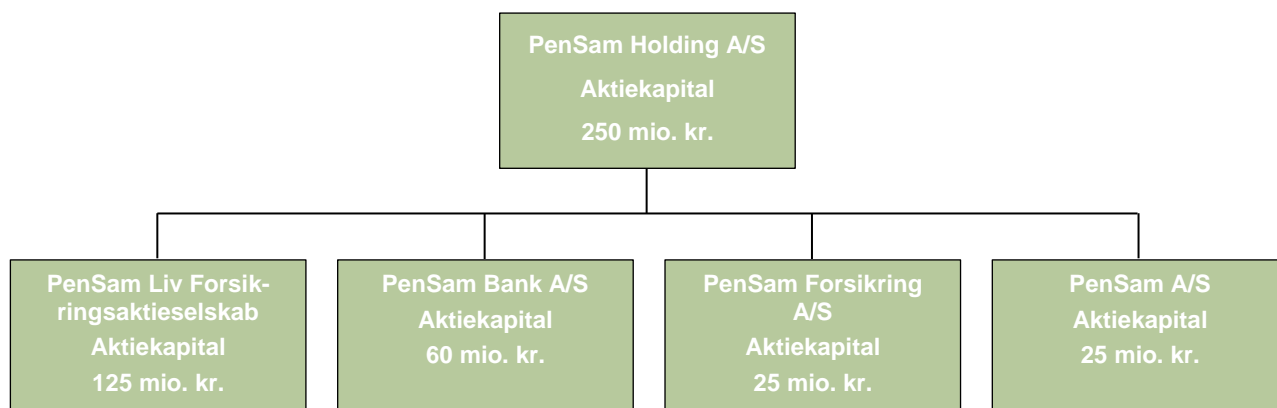 PenSam Holding A/S
Aktiekapital
250 mio. kr.
PenSam Liv Forsik-
ringsaktieselskab
Aktiekapital
125 mio. kr.
PenSam Bank A/S
Aktiekapital
60 mio. kr.
PenSam Forsikring
A/S
Aktiekapital
25 mio. kr.
PenSam A/S
Aktiekapital
25 mio. kr.